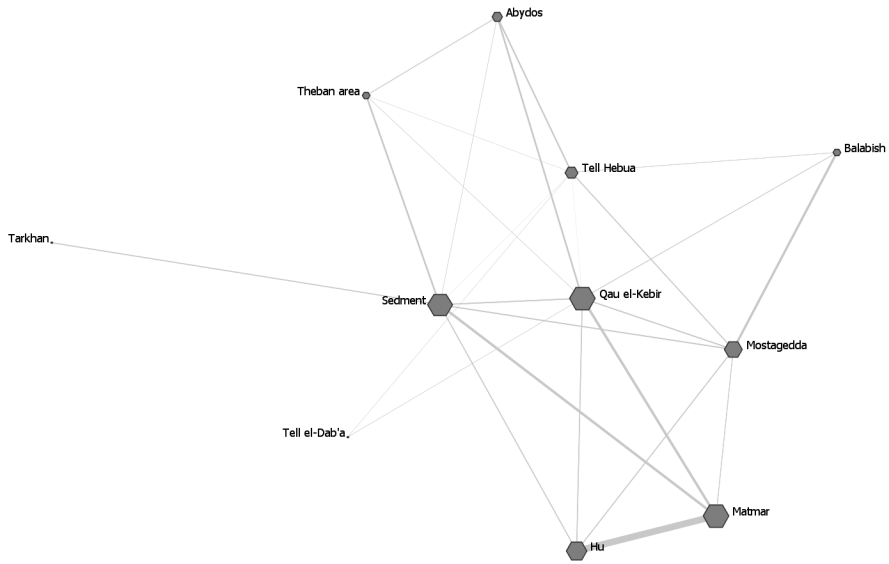 Abydos
Theban area
Balabish
Tell Hebua
Tarkhan
Sedment
Qau el-Kebir
Mostagedda
Tell el-Dab'a
Matmar
Hu